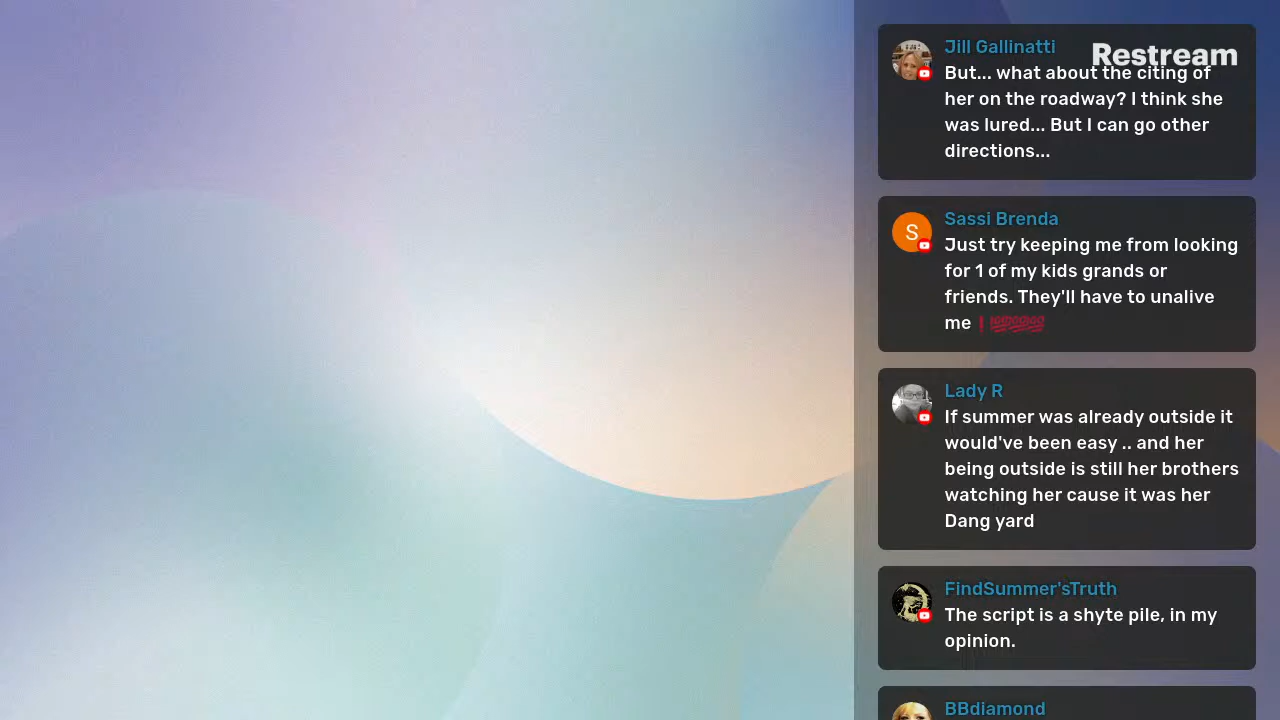 Jill Gallinatti
Restream
But... what about the citing of
her on the roadway? I think she
was lured... But I can go other
directions...
S
Sassi Brenda
Just try keeping me from looking
for 1 of my kids grands or
friends. They'll have to unalive
me❗💯💯💯
Lady R
If summer was already outside it
would've been easy .. and her
being outside is still her brothers
watching her cause it was her
Dang yard
FindSummer'sTruth
The script is a shyte pile, in my
opinion.
BBdiamond